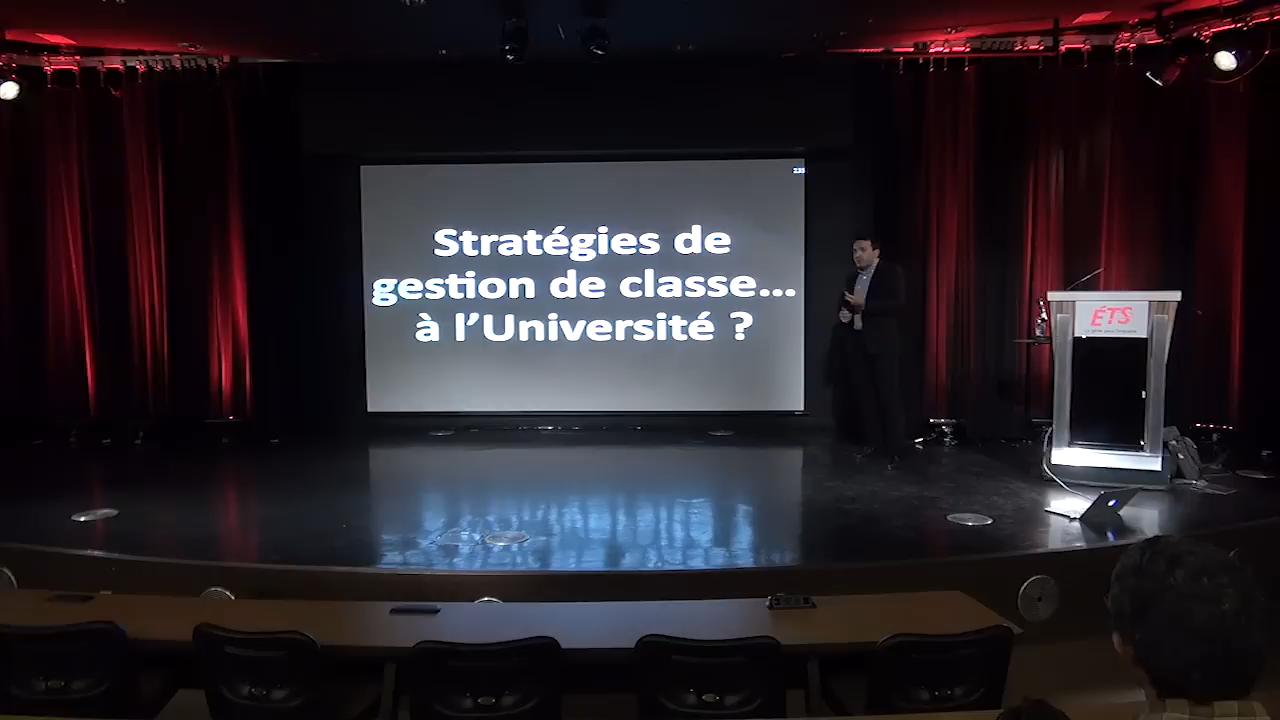 Stratégies de
gestion de classe...
à l'Université ?
ÉTS